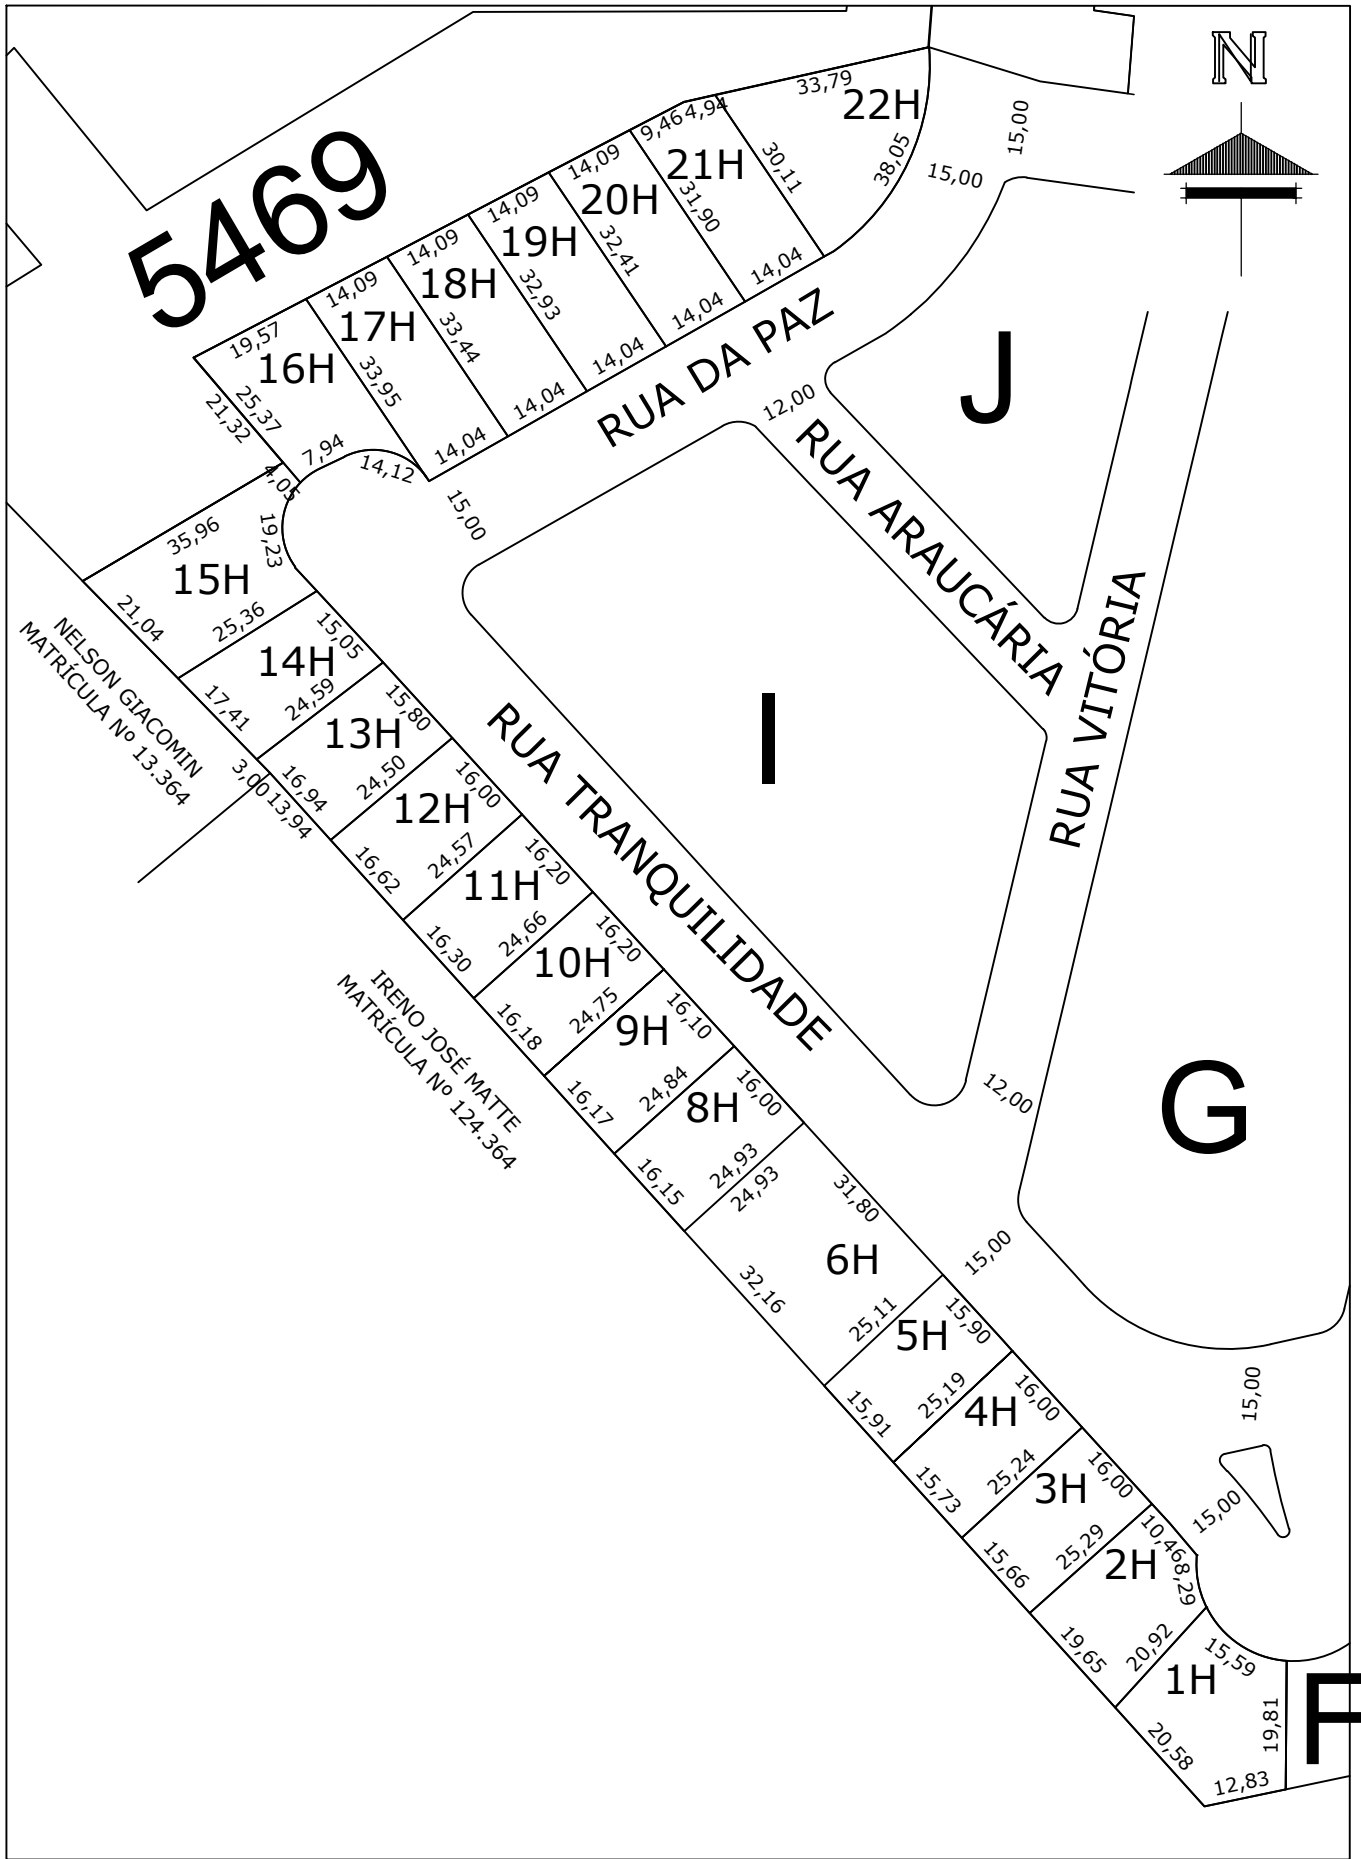 N
5469
33,79
22H
38,05
15,00
15,00
9,46
4,94
21H
30,11
14,09
20H
31,90
14,04
14,09
19H
32,41
14,04
14,09
18H
32,93
14,04
14,09
17H
33,44
14,04
19,57
16H
33,95
14,04
25,37
21,32
7,94
14,12
4,05
RUA DA PAZ
12,00
J
RUA ARAUCÁRIA
15,00
19,23
35,96
15H
21,04
25,36
15,05
14H
17,41
24,59
15,80
13H
16,94
24,50
16,00
3,00
13,94
12H
16,62
24,57
16,20
11H
16,30
24,66
16,20
10H
16,18
24,75
16,10
9H
16,17
24,84
16,00
8H
16,15
24,93
24,93
31,80
6H
32,16
25,11
15,90
5H
15,91
25,19
16,00
4H
15,73
25,24
16,00
3H
15,66
25,29
10,46
8,29
2H
19,65
20,92
15,59
1H
20,58
19,81
12,83
F
NELSON GIACOMIN
MATRÍCULA Nº 13.364
IRENO JOSÉ MATTE
MATRÍCULA Nº 124.364
RUA TRANQUILIDADE
I
RUA VITÓRIA
12,00
G
15,00
15,00
15,00